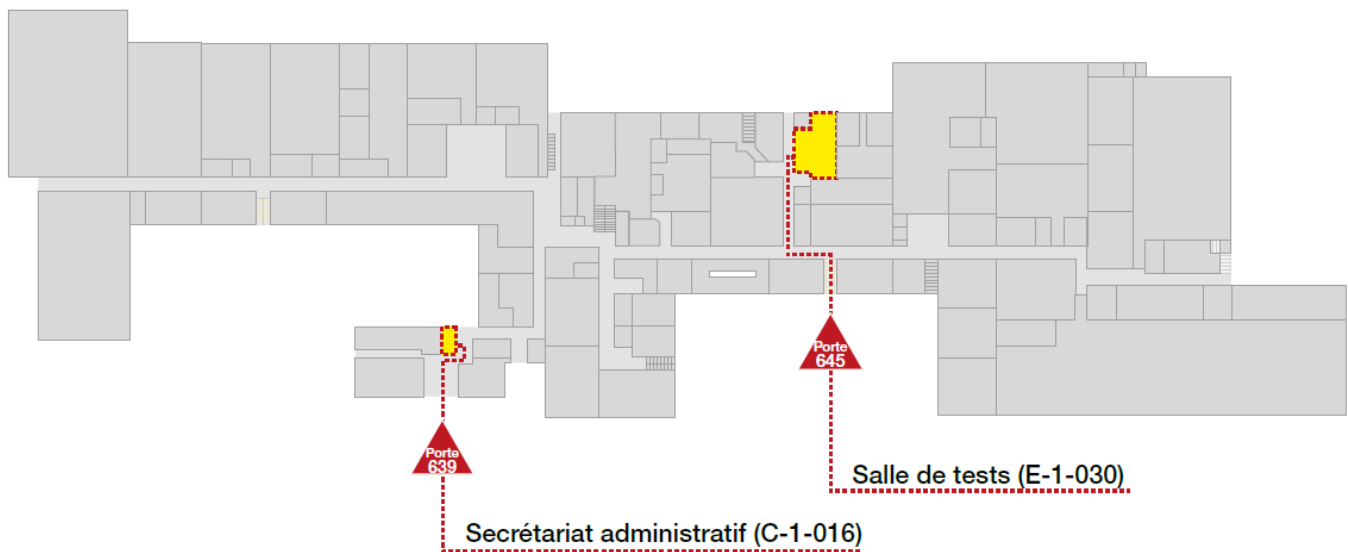 Porte
645
Porte
639
Salle de tests (E-1-030)
Secrétariat administratif (C-1-016)